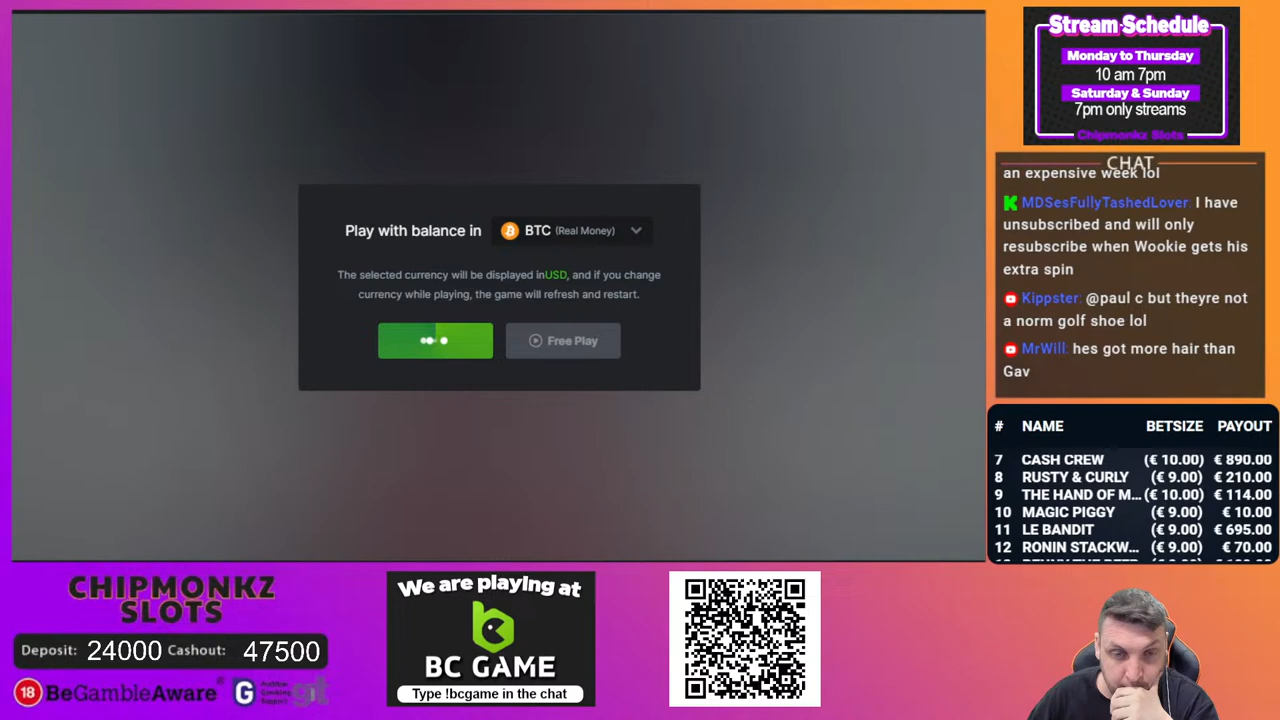 Play with balance in BTC (Real Money)
The selected currency will be displayed inUSD, and if you change
currency while playing, the game will refresh and restart.
Free Play
Stream Schedule
Monday to Thursday
10 am 7pm
Saturday & Sunday
7pm only streams
Chipmonkz Slots
CHAT
an expensive week lol
MDSesFullyTashedLover: I have
unsubscribed and will only
resubscribe when Wookie gets his
extra spin
Kippster: @paul c but theyre not
a norm golf shoe lol
MrWill: hes got more hair than
Gav
# NAME BETSIZE PAYOUT
7 CASH CREW (€ 10.00) € 890.00
8 RUSTY & CURLY (€ 9.00) € 210.00
9 THE HAND OF M... (€ 10.00) € 114.00
10 MAGIC PIGGY (€ 9.00) € 10.00
11 LE BANDIT (€ 9.00) € 695.00
12 RONIN STACKW... (€ 9.00) € 70.00
CHIPMONKZ
SLOTS
Deposit: 24000 Cashout: 47500
18 BeGambleAware
We are playing at
BC GAME
Type !bcgame in the chat